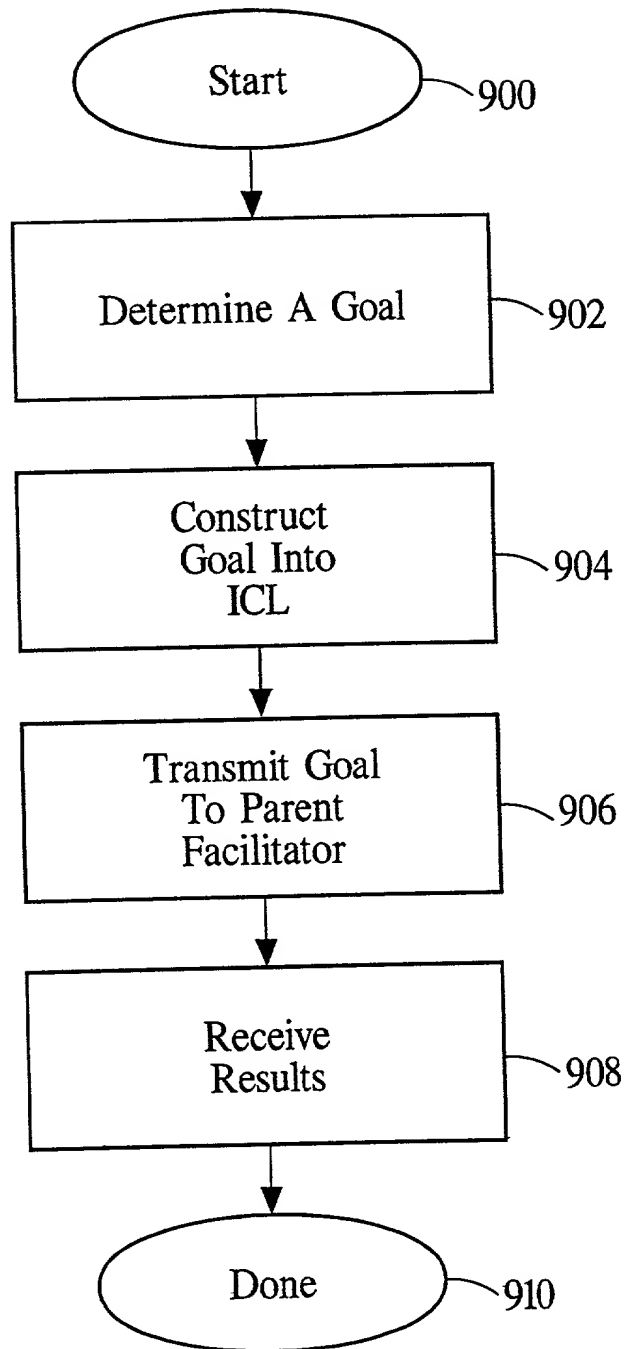 Start
900
Determine A Goal
902
Construct
Goal Into
ICL
904
Transmit Goal
To Parent
Facilitator
906
Receive
Results
908
Done
910